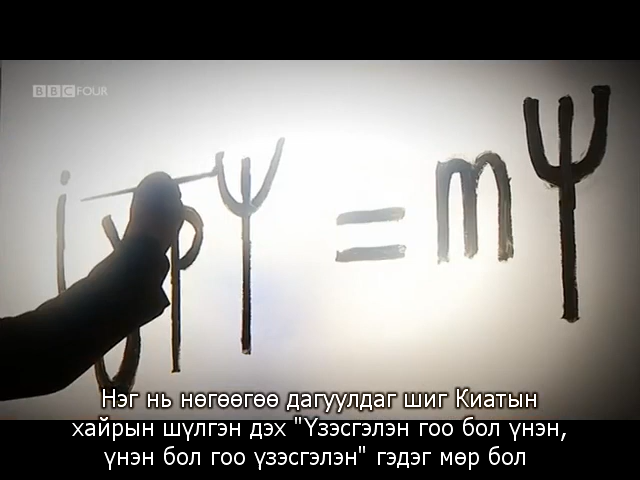 BBC FOUR
i ψ = mψ
Нэг нь нөгөөгөө дагуулдаг шиг Киатын
хайрын шүлгэн дэх "Үзэсгэлэн гоо бол үнэн,
үнэн бол гоо үзэсгэлэн" гэдэг мөр бол